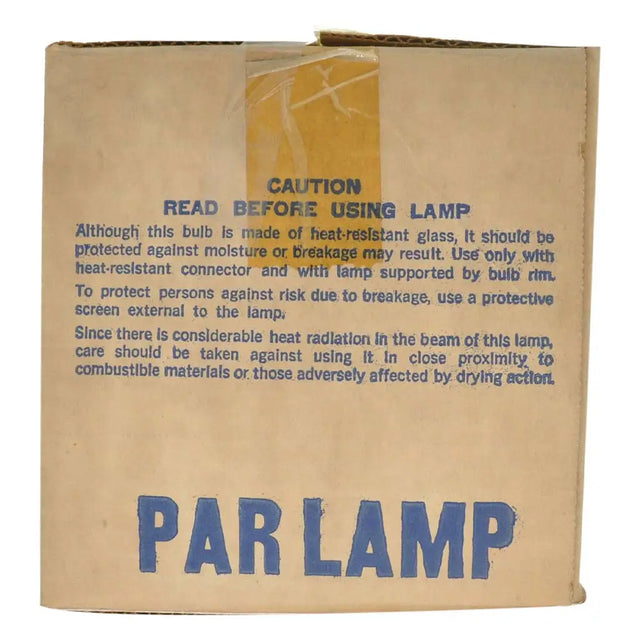 CAUTION
READ BEFORE USING LAMP
Although this bulb is made of heat-resistant glass, it should be
protected against moisture or breakage may result. Use only with
heat-resistant connector and with lamp supported by bulb rim.
To protect persons against risk due to breakage, use a protective
screen external to the lamp.
Since there is considerable heat radiation in the beam of this lamp,
care should be taken against using it in close proximity to
combustible materials or those adversely affected by drying action.
PAR LAMP